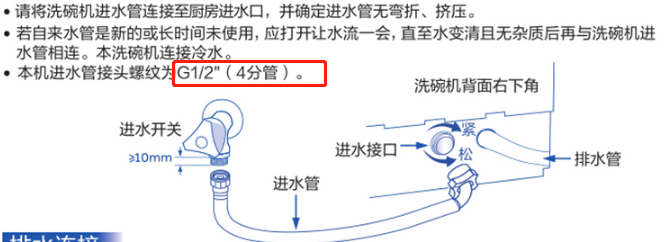 • 请将洗碗机进水管连接至厨房进水口，并确定进水管无弯折、挤压。
• 若自来水管是新的或长时间未使用，应打开让水流一会，直至水变清且无杂质后再与洗碗机进
水管相连。本洗碗机连接冷水。
• 本机进水管接头螺纹为G1/2"（4分管）。
洗碗机背面右下角
进水开关
≥10mm
紧
进水接口
松
排水管
进水管
排水连接